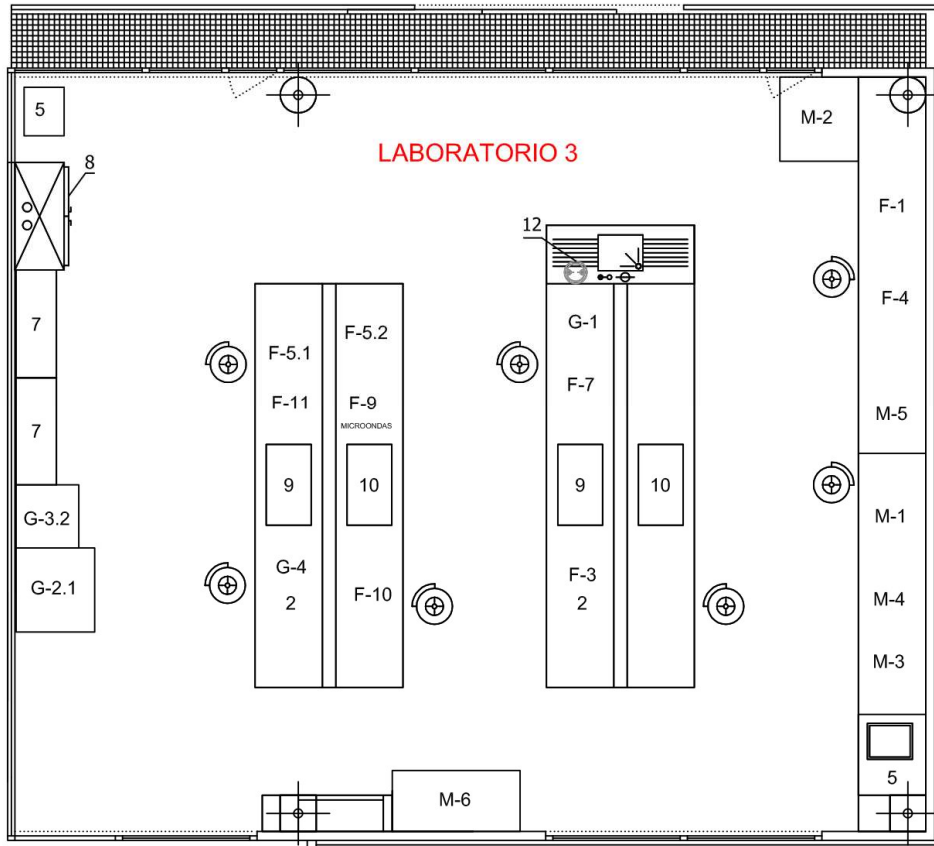 5
M-2
LABORATORIO 3
8
F-1
12
F-4
7
G-1
F-5.2
F-5.1
F-7
F-11
F-9
M-5
MICROONDAS
7
9
10
9
10
G-3.2
M-1
G-4
F-3
G-2.1
F-10
2
2
M-4
M-3
5
M-6